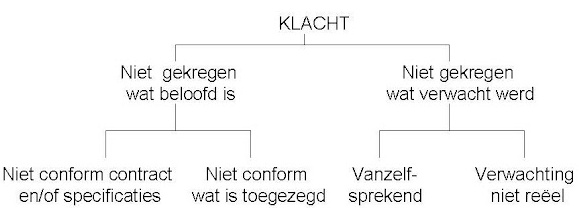 KLACHT
Niet gekregen
wat beloofd is
Niet gekregen
wat verwacht werd
Niet conform contract
en/of specificaties
Niet conform
wat is toegezegd
Vanzelf-
sprekend
Verwachting
niet reëel